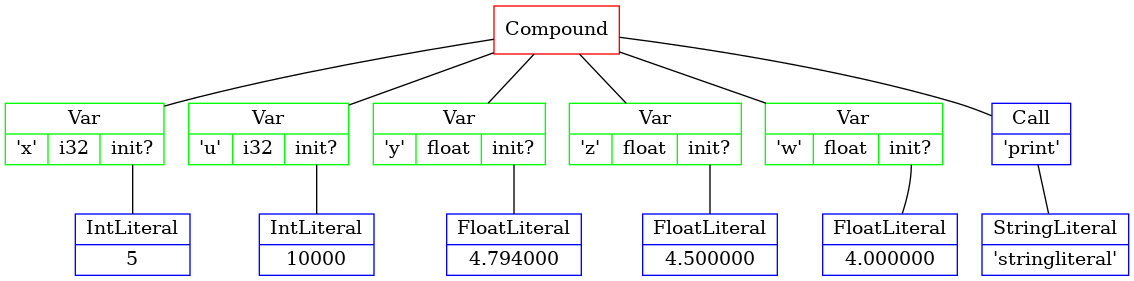 Compound
Var
'x' i32 init?
Var
'u' i32 init?
Var
'y' float init?
Var
'z' float init?
Var
'w' float init?
Call
'print'
IntLiteral
5
IntLiteral
10000
FloatLiteral
4.794000
FloatLiteral
4.500000
FloatLiteral
4.000000
StringLiteral
'stringliteral'